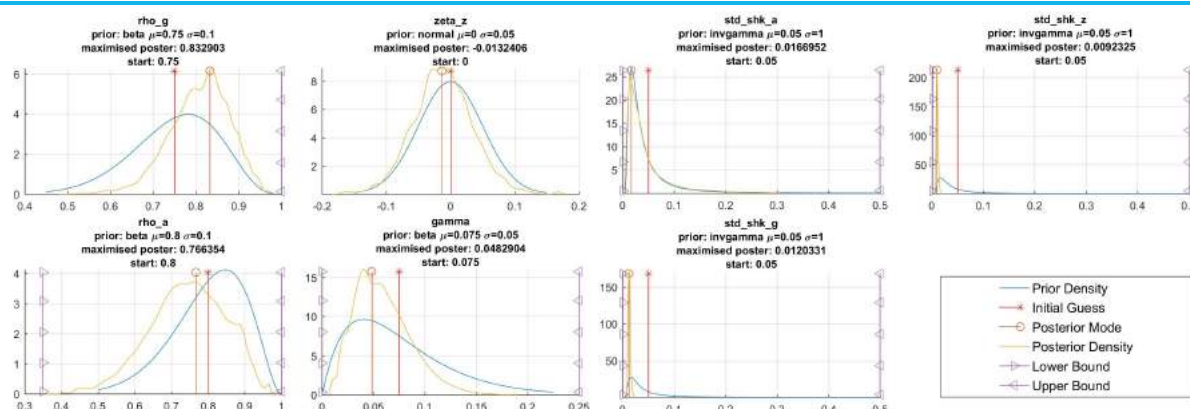 rho_g
prior: beta μ=0.75 σ=0.1
maximised poster: 0.832903
start: 0.75
6
4
2
0
0.4 0.5 0.6 0.7 0.8 0.9 1
zeta_z
prior: normal μ=0 σ=0.05
maximised poster: -0.0132406
start: 0
8
6
4
2
-0.2 -0.1 0 0.1 0.2
std_shk_a
prior: invgamma μ=0.05 σ=1
maximised poster: 0.0166952
start: 0.05
25
20
15
10
5
0 0.1 0.2 0.3 0.4 0.5
std_shk_z
prior: invgamma μ=0.05 σ=1
maximised poster: 0.0092325
start: 0.05
200
150
100
50
0 0.1 0.2 0.3 0.4 0.5
rho_a
prior: beta μ=0.8 σ=0.1
maximised poster: 0.766354
start: 0.8
4
3
2
1
0
0.3 0.4 0.5 0.6 0.7 0.8 0.9 1
gamma
prior: beta μ=0.075 σ=0.05
maximised poster: 0.0482904
start: 0.075
15
10
5
0
0 0.05 0.1 0.15 0.2 0.25
std_shk_g
prior: invgamma μ=0.05 σ=1
maximised poster: 0.0120331
start: 0.05
150
100
50
0 0.1 0.2 0.3 0.4 0.5
Prior Density
Initial Guess
Posterior Mode
Posterior Density
Lower Bound
Upper Bound